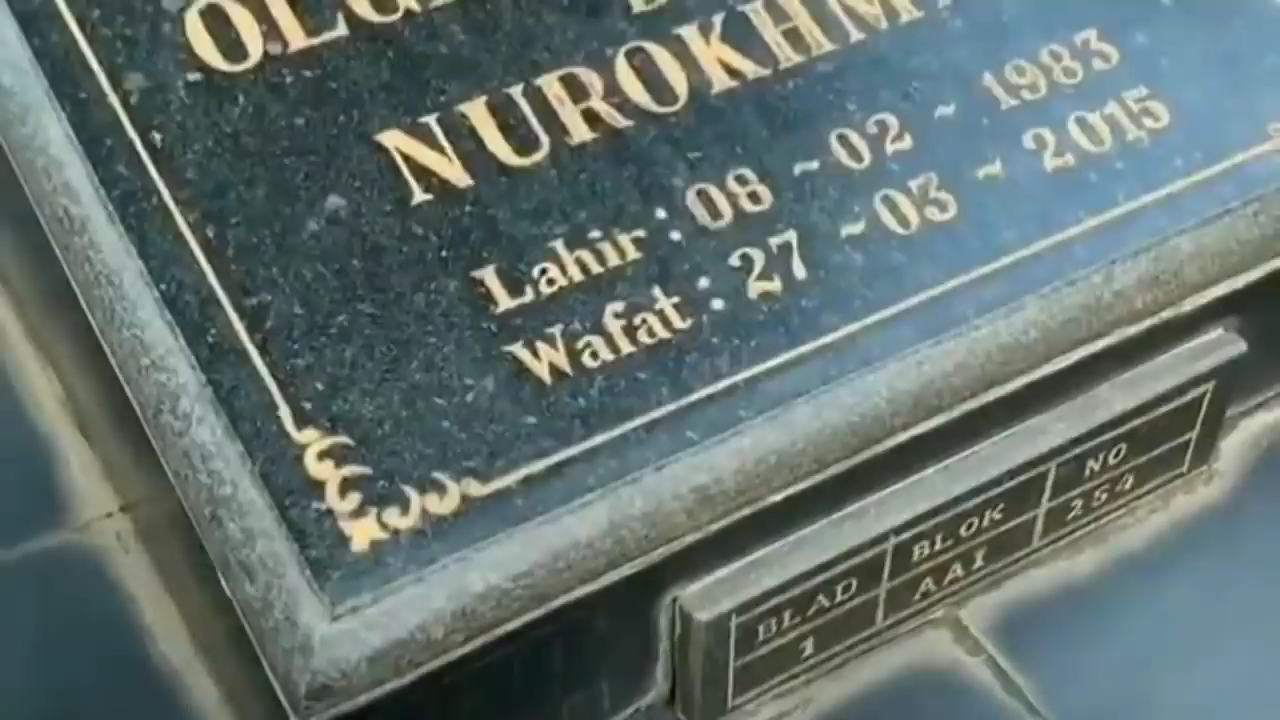 NUROKHM
Lahir : 08 ~ 02 ~ 1983
Wafat : 27 ~ 03 ~ 2015
BLAD BLOK NO
1 AAI 254